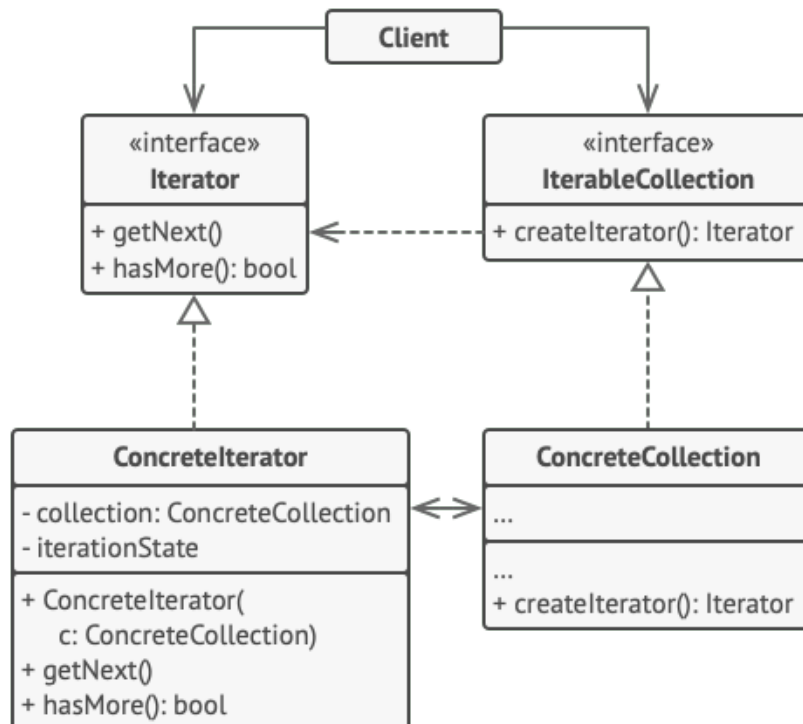 Client
«interface»
Iterator
+ getNext()
+ hasMore(): bool
«interface»
IterableCollection
+ createIterator(): Iterator
ConcreteIterator
- collection: ConcreteCollection
- iterationState
+ ConcreteIterator(
c: ConcreteCollection)
+ getNext()
+ hasMore(): bool
ConcreteCollection
...
...
+ createIterator(): Iterator